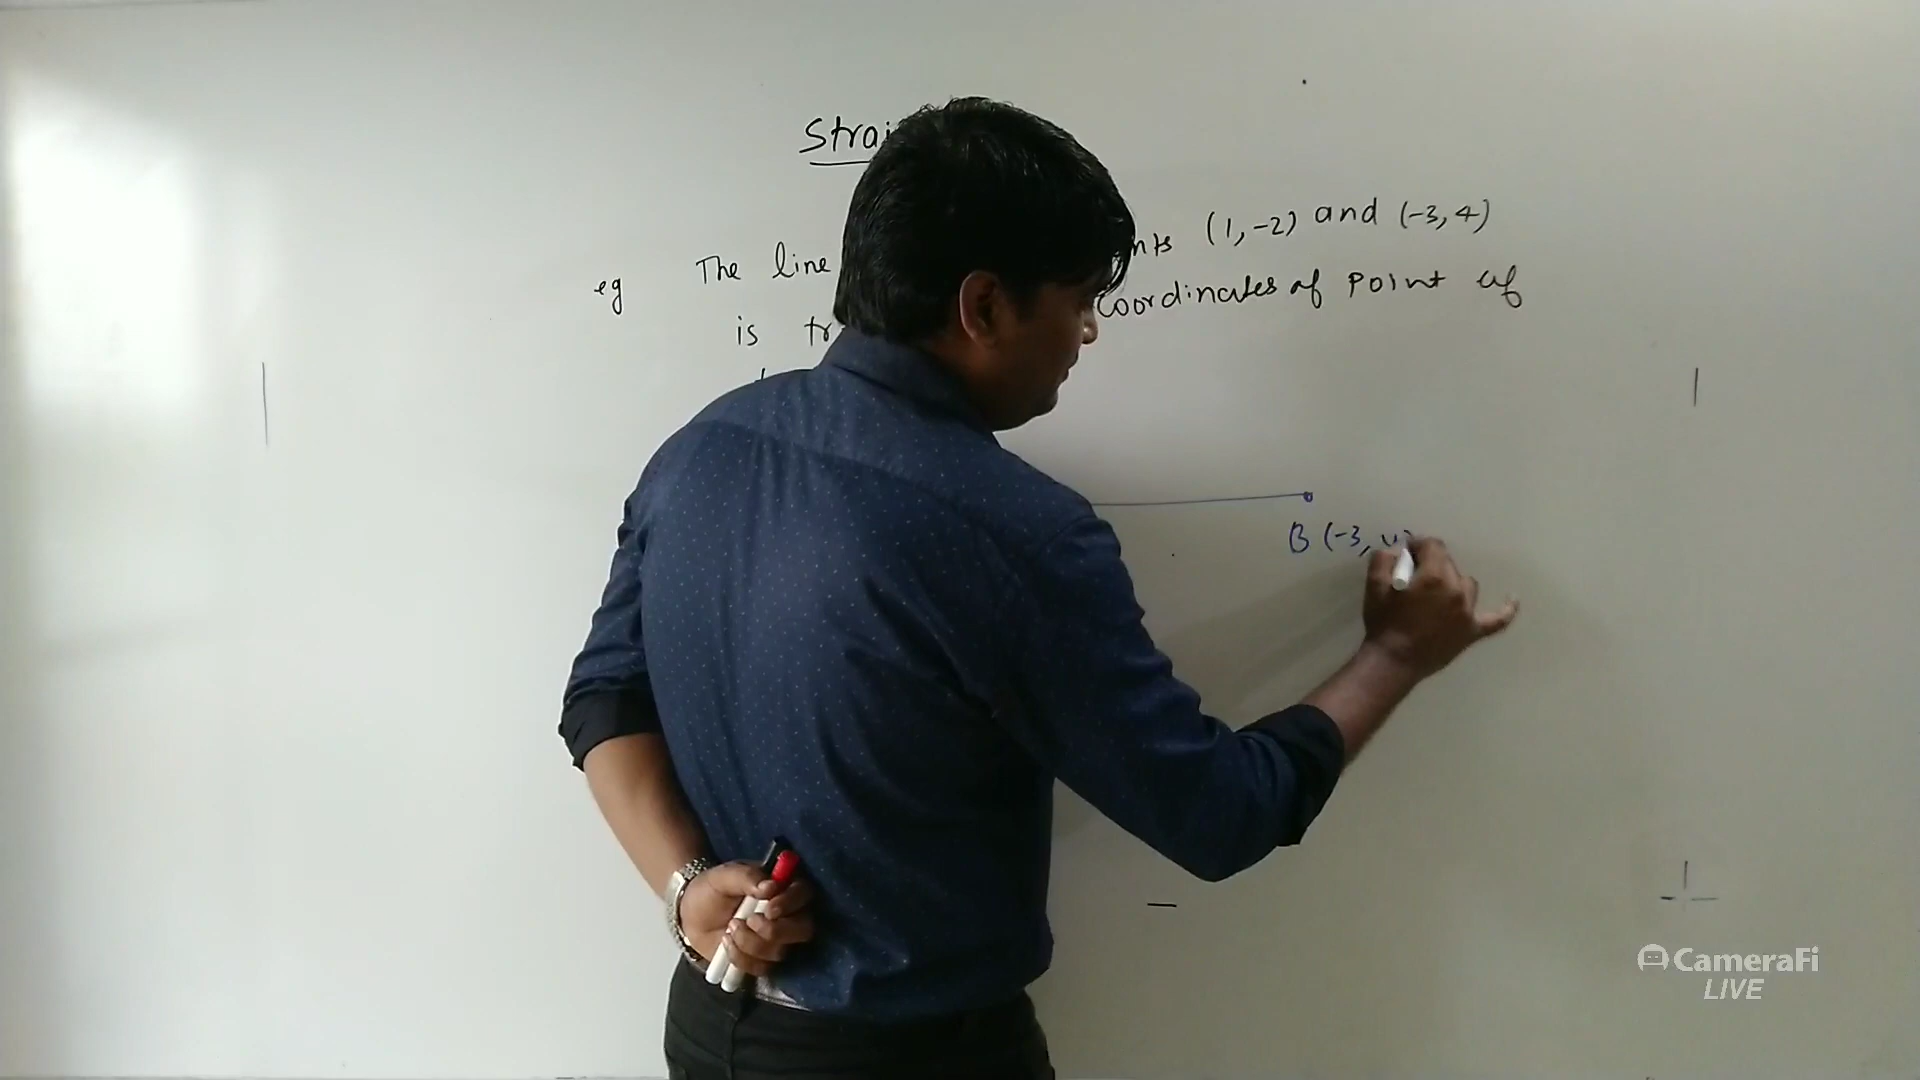 Strai
eg The line nts (1,-2) and (-3,4)
is tr coordinates of point of
B (-3, 4)
CameraFi
LIVE